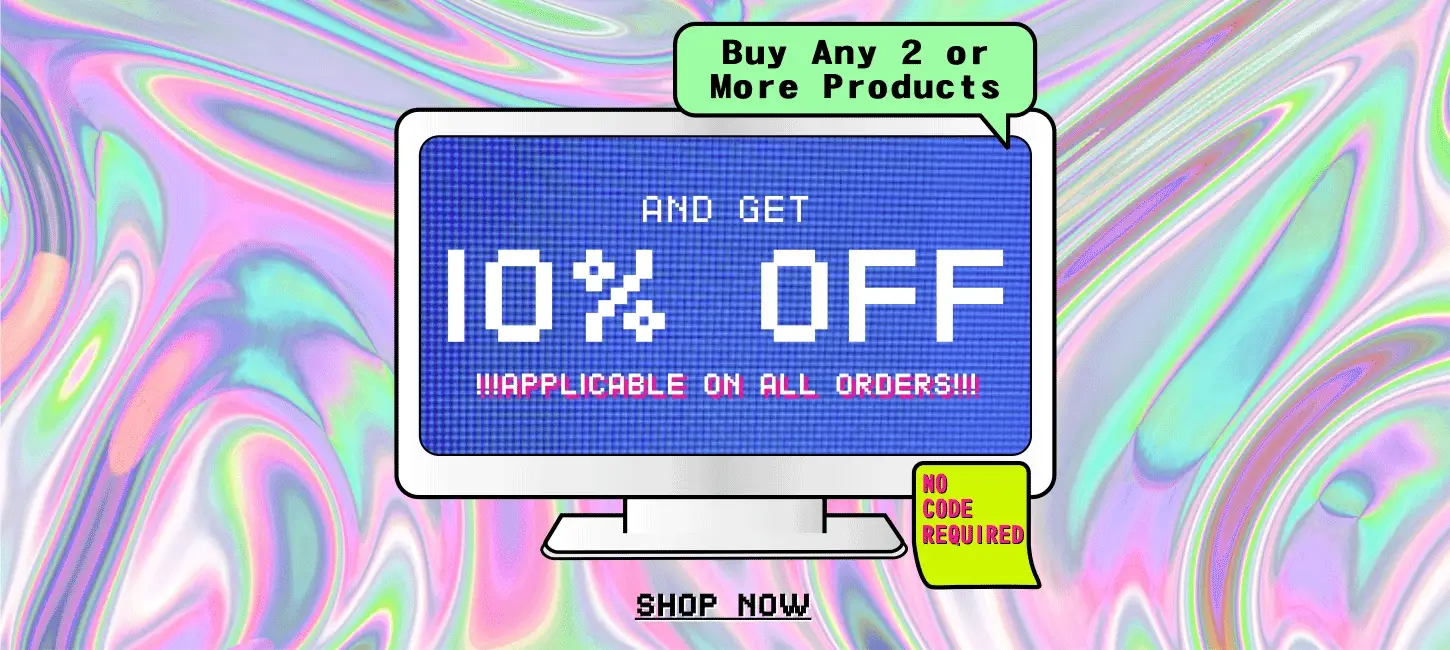 Buy Any 2 or
More Products
AND GET
10% OFF
!!!APPLICABLE ON ALL ORDERS!!!
NO
CODE
REQUIRED
SHOP NOW